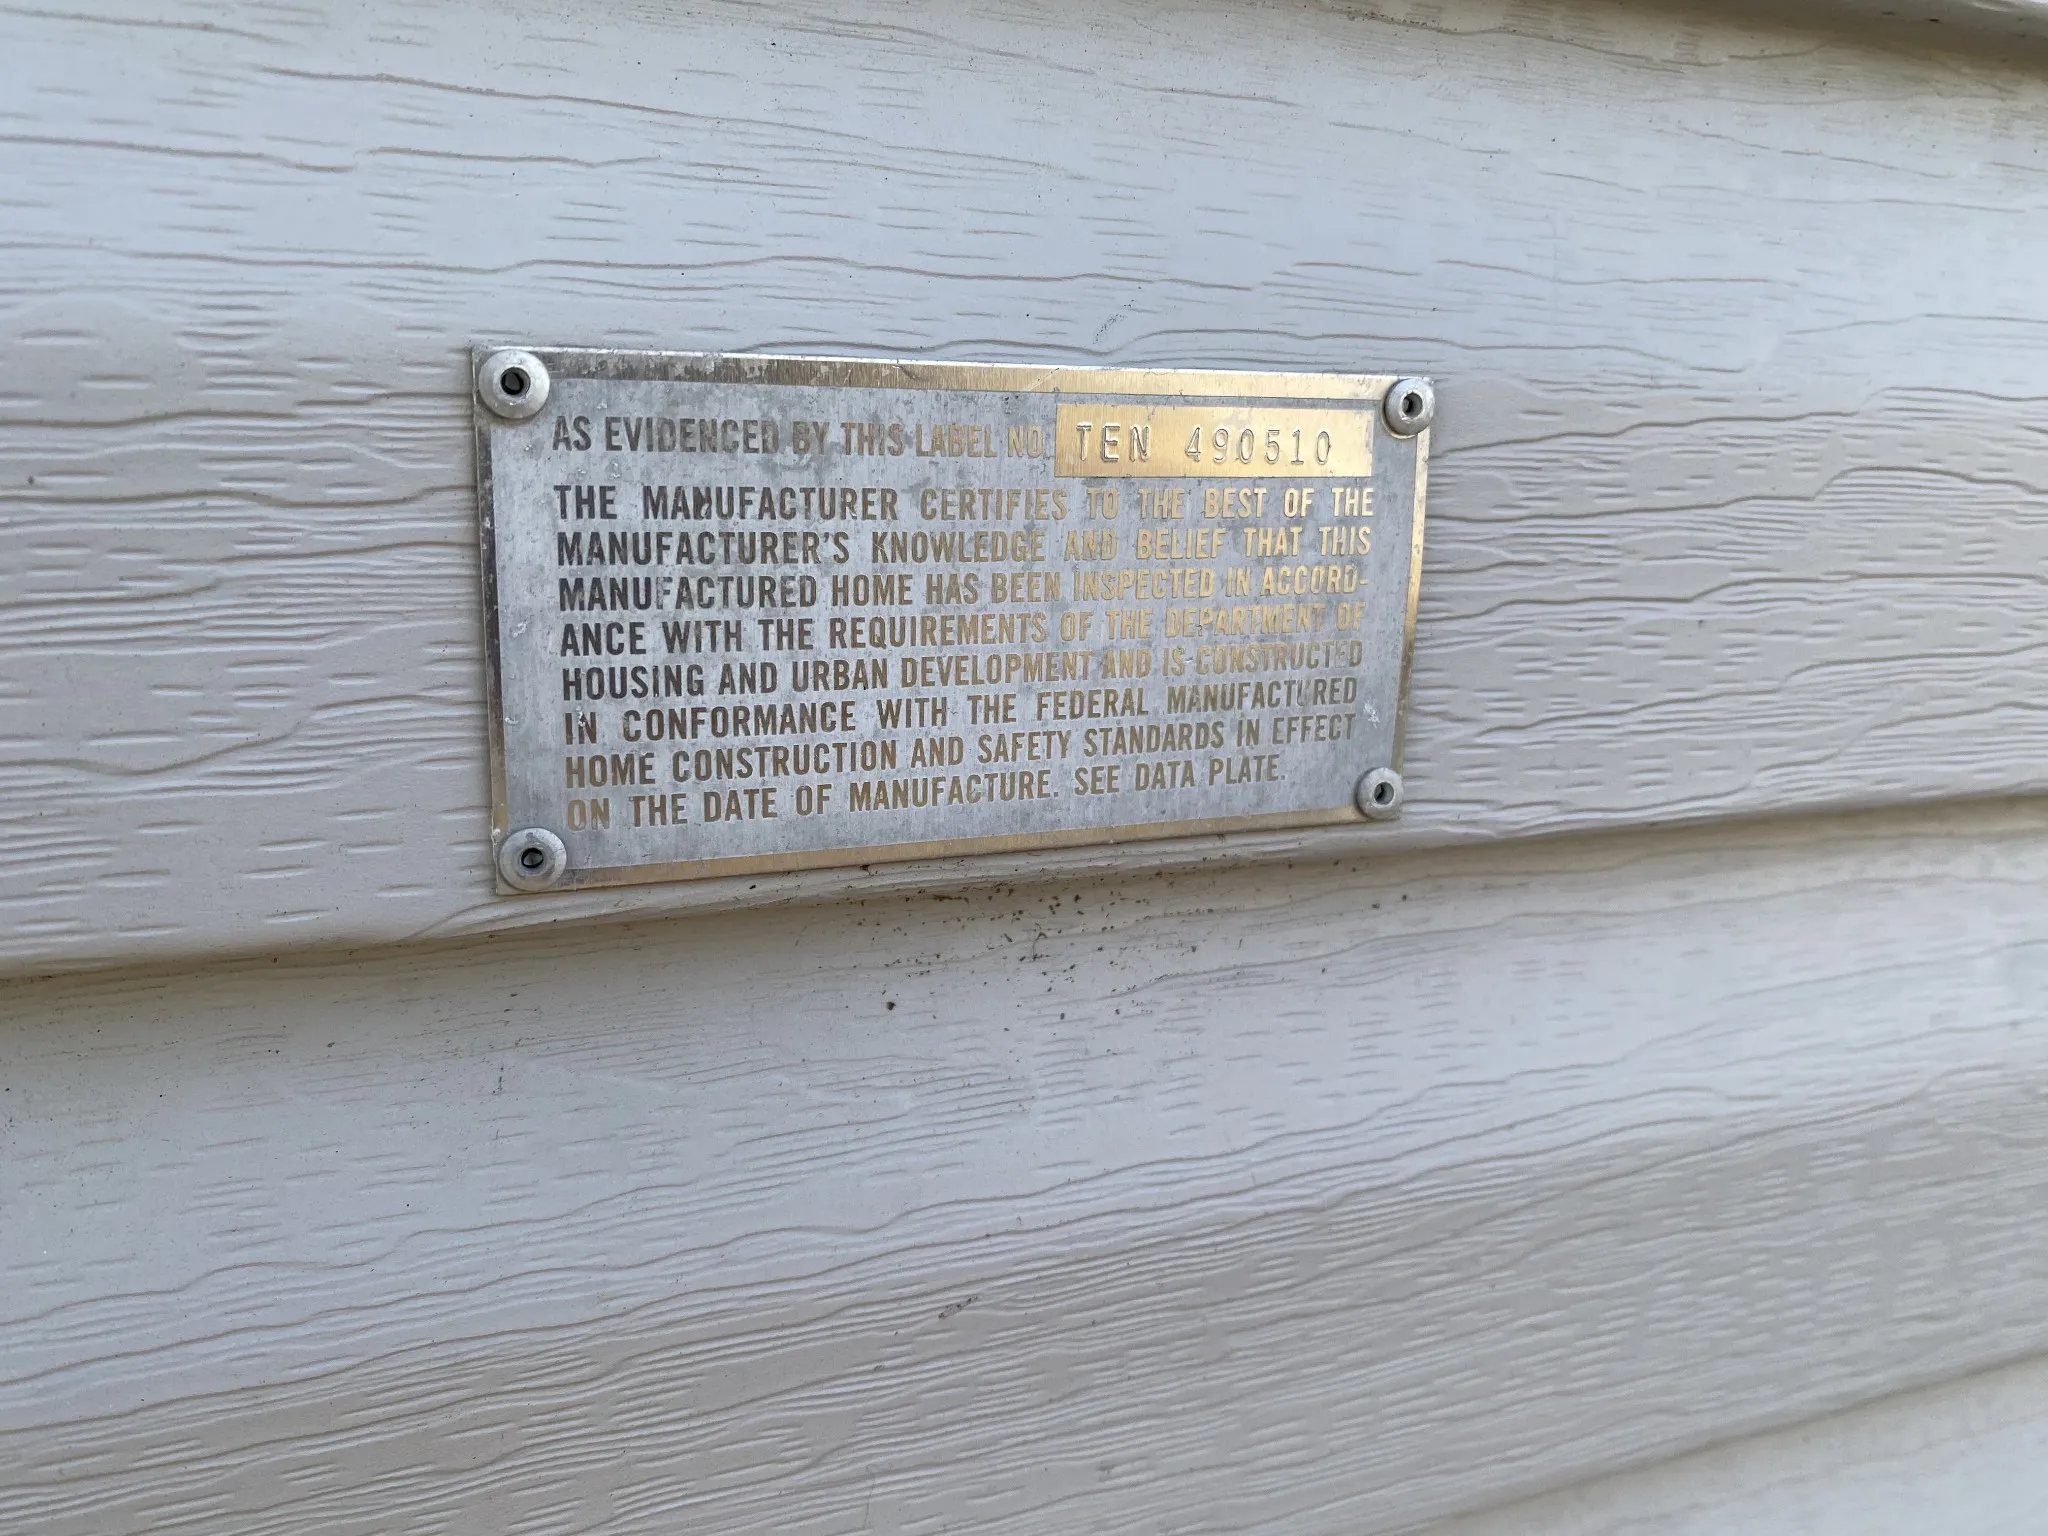 AS EVIDENCED BY THIS LABEL NO TEN 490510
THE MANUFACTURER CERTIFIES TO THE BEST OF THE
MANUFACTURER'S KNOWLEDGE AND BELIEF THAT THIS
MANUFACTURED HOME HAS BEEN INSPECTED IN ACCORD-
ANCE WITH THE REQUIREMENTS OF THE DEPARTMENT OF
HOUSING AND URBAN DEVELOPMENT AND IS CONSTRUCTED
IN CONFORMANCE WITH THE FEDERAL MANUFACTURED
HOME CONSTRUCTION AND SAFETY STANDARDS IN EFFECT
ON THE DATE OF MANUFACTURE. SEE DATA PLATE.